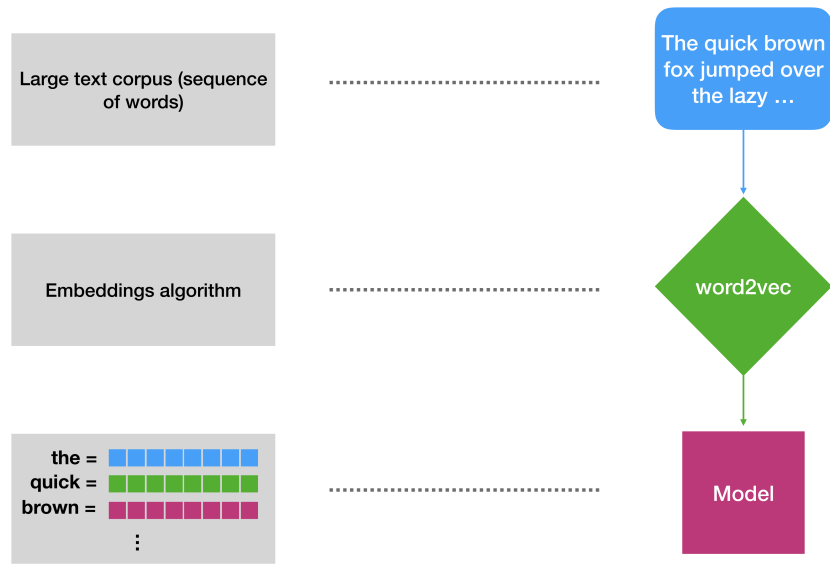 Large text corpus (sequence
of words)
The quick brown
fox jumped over
the lazy ...
Embeddings algorithm
word2vec
the =
quick =
brown =
⋮
Model